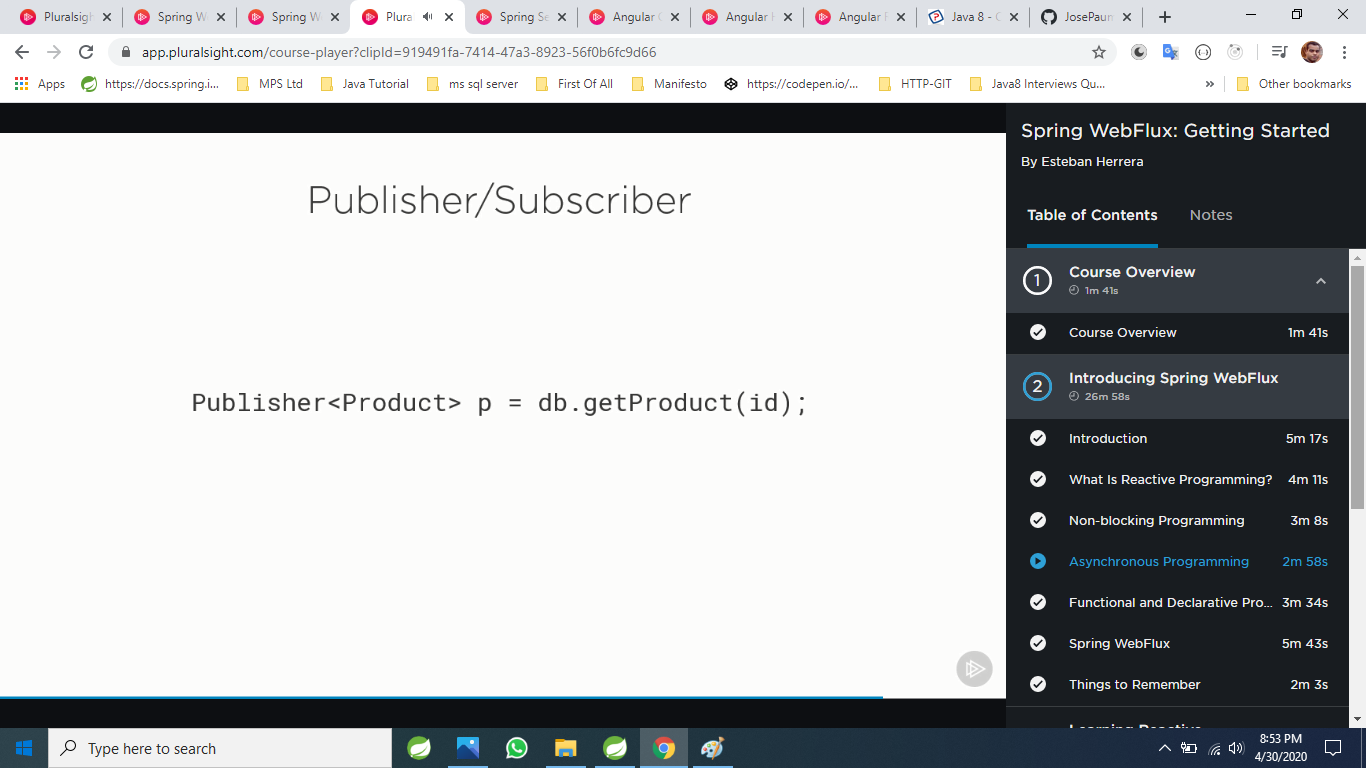 Pluralsigh
Spring W
Spring W
Plura
Spring Se
Angular C
Angular
Angular F
Java 8 - C
JosePaun
app.pluralsight.com/course-player?clipId=919491fa-7414-47a3-8923-56f0b6fc9d66
Apps
https://docs.spring.i...
MPS Ltd
Java Tutorial
ms sql server
First Of All
Manifesto
https://codepen.io/...
HTTP-GIT
Java8 Interviews Qu...
»
Other bookmarks
Publisher/Subscriber
Publisher<Product> p = db.getProduct(id);
Spring WebFlux: Getting Started
By Esteban Herrera
Table of Contents
Notes
1
Course Overview
1m 41s
Course Overview 1m 41s
2
Introducing Spring WebFlux
26m 58s
Introduction 5m 17s
What Is Reactive Programming? 4m 11s
Non-blocking Programming 3m 8s
Asynchronous Programming 2m 58s
Functional and Declarative Pro... 3m 34s
Spring WebFlux 5m 43s
Things to Remember 2m 3s
Learning Reactive
Type here to search
8:53 PM
4/30/2020